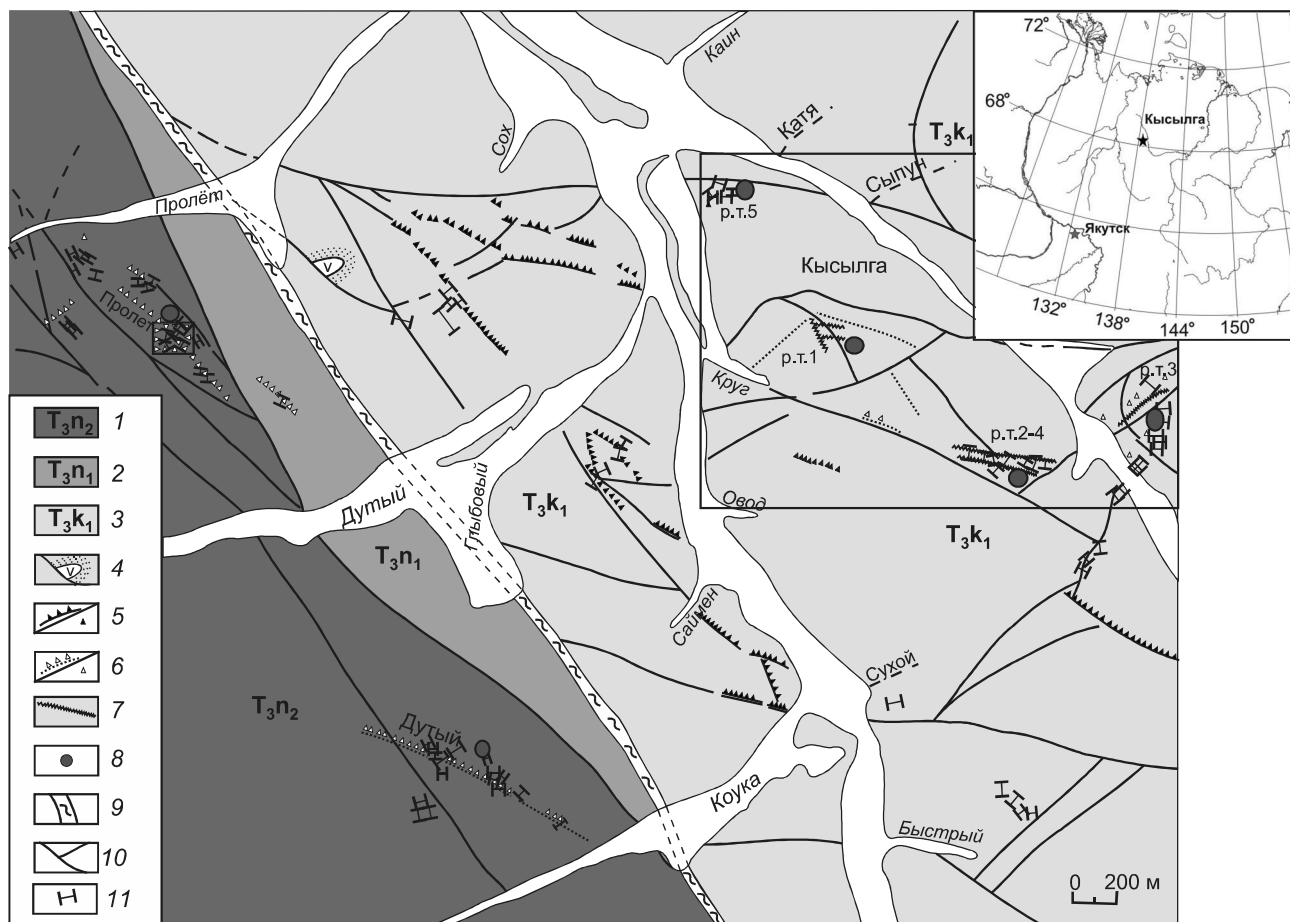 Каин
Сох
Катя
T₃k₁
Сыпун
72°
68°
Кысылга
Якутск
132°
138°
144°
150°
Пролёт
р.т.5
Кысылга
V
Пролет
р.т.1
Круг
р.т.3
р.т.2-4
T₃n₂ 1
T₃n₁ 2
T₃k₁ 3
V 4
5
6
7
8
9
10
11
Дутый
Глыбовый
T₃k₁
Овод
T₃k₁
T₃n₁
Саймен
Сухой
T₃n₂
Дутый
Коука
Быстрый
0 200 м